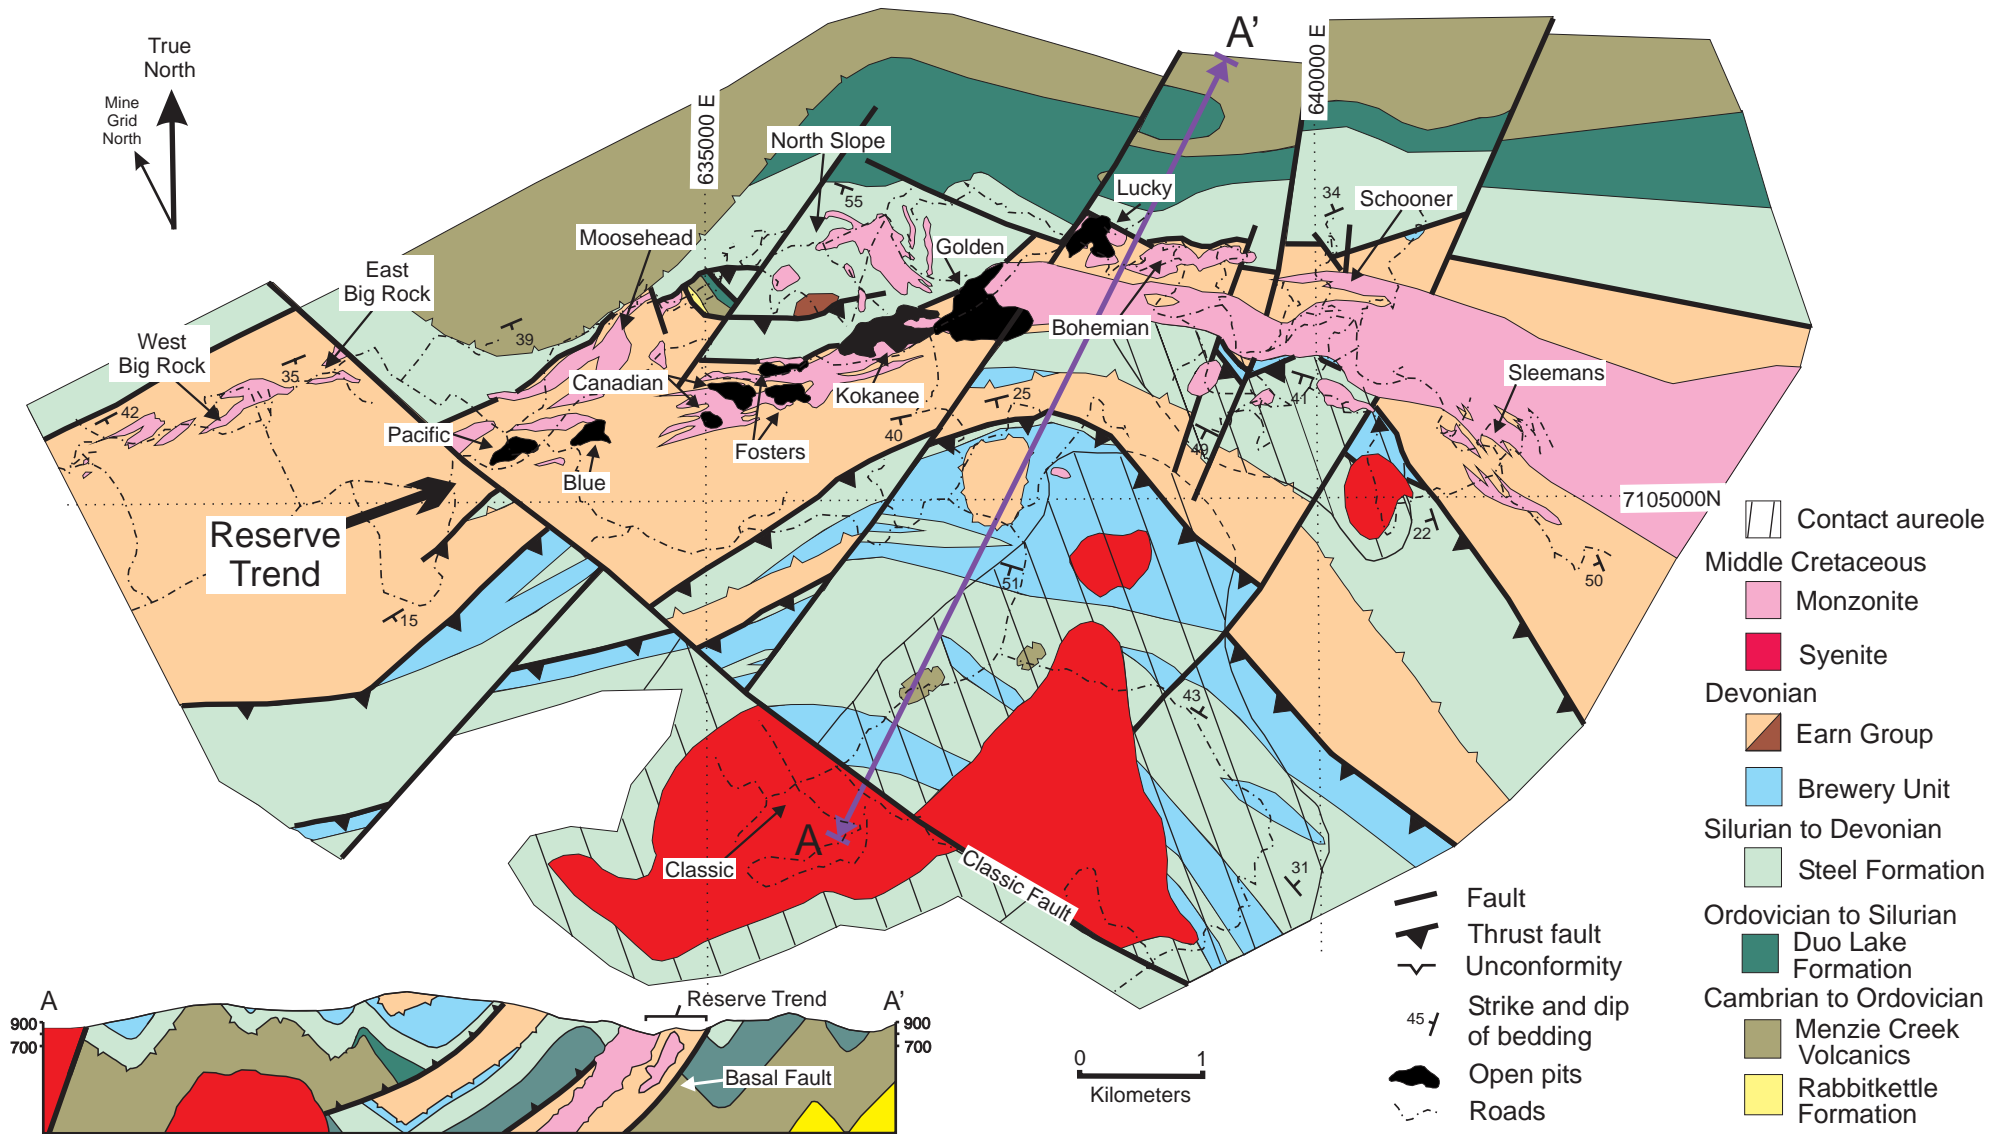 True
North
Mine
Grid
North
635000 E
640000 E
A'
North Slope
55
Lucky
34
Schooner
Moosehead
Golden
East
Big Rock
West
Big Rock
39
35
42
Bohemian
Canadian
Kokanee
Sleemans
41
25
40
49
Pacific
Fosters
Blue
7105000N
22
50
Reserve
Trend
51
15
43
A
Classic
Classic Fault
31
Contact aureole
Middle Cretaceous
Monzonite
Syenite
Devonian
Earn Group
Brewery Unit
Silurian to Devonian
Steel Formation
Ordovician to Silurian
Duo Lake
Formation
Cambrian to Ordovician
Menzie Creek
Volcanics
Rabbitkettle
Formation
Fault
Thrust fault
Unconformity
45
Strike and dip
of bedding
Open pits
Roads
0 1
Kilometers
A
Reserve Trend
A'
900
700
900
700
Basal Fault